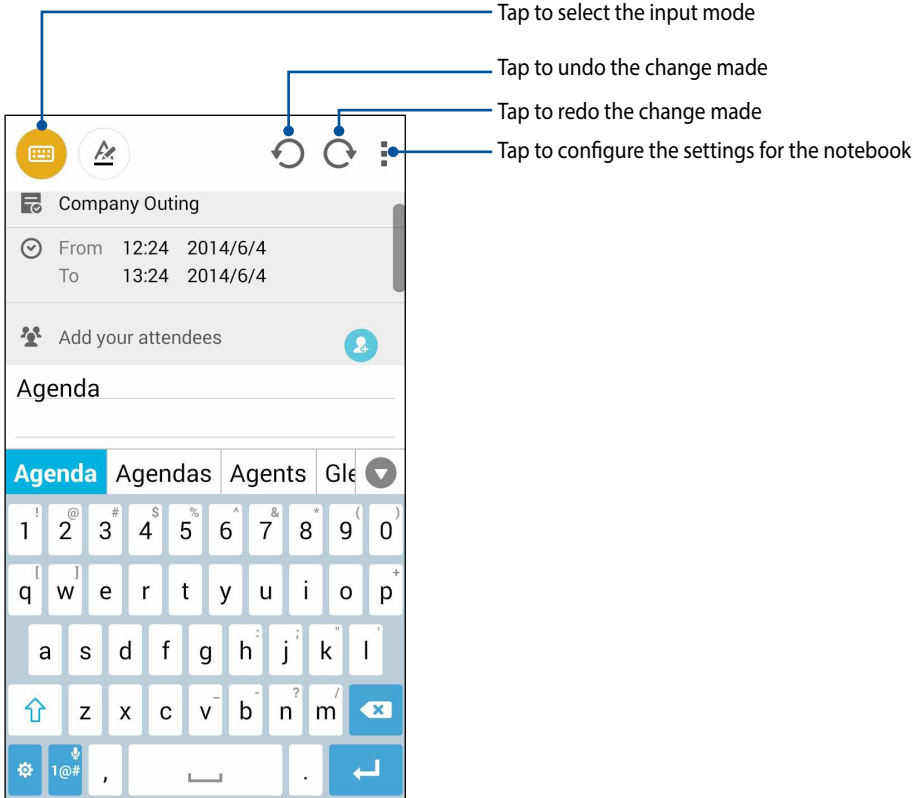 Tap to select the input mode
Tap to undo the change made
Tap to redo the change made
Tap to configure the settings for the notebook
Company Outing
From 12:24 2014/6/4
To 13:24 2014/6/4
Add your attendees
Agenda
Agenda Agendas Agents Gle
! @ # $ % ^ & * ( )
1 2 3 4 5 6 7 8 9 0
[ ] +
q w e r t y u i o p
: ; " '
a s d f g h j k l
_ - ? /
z x c v b n m
1@# , .